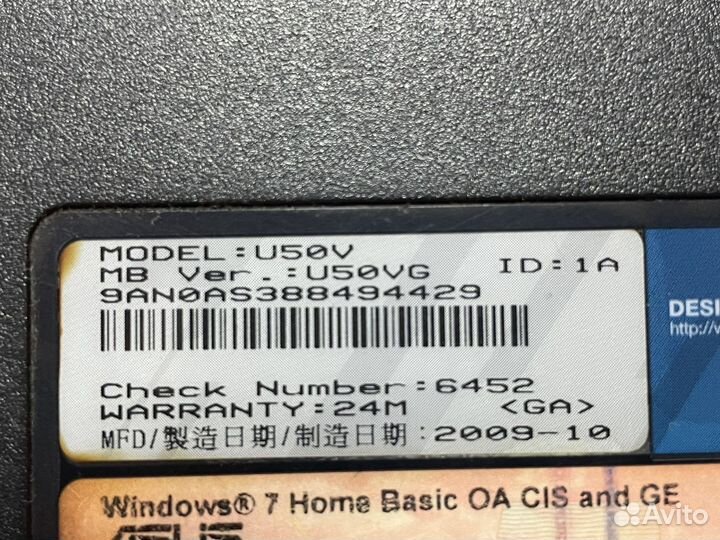 MODEL:U50V
MB Ver.:U50VG ID:1A
9AN0AS388494429
Check Number:6452
WARRANTY:24M <GA>
MFD/製造日期/制造日期:2009-10
DESI
http://w
Windows® 7 Home Basic OA CIS and GE
ASUS
Avito